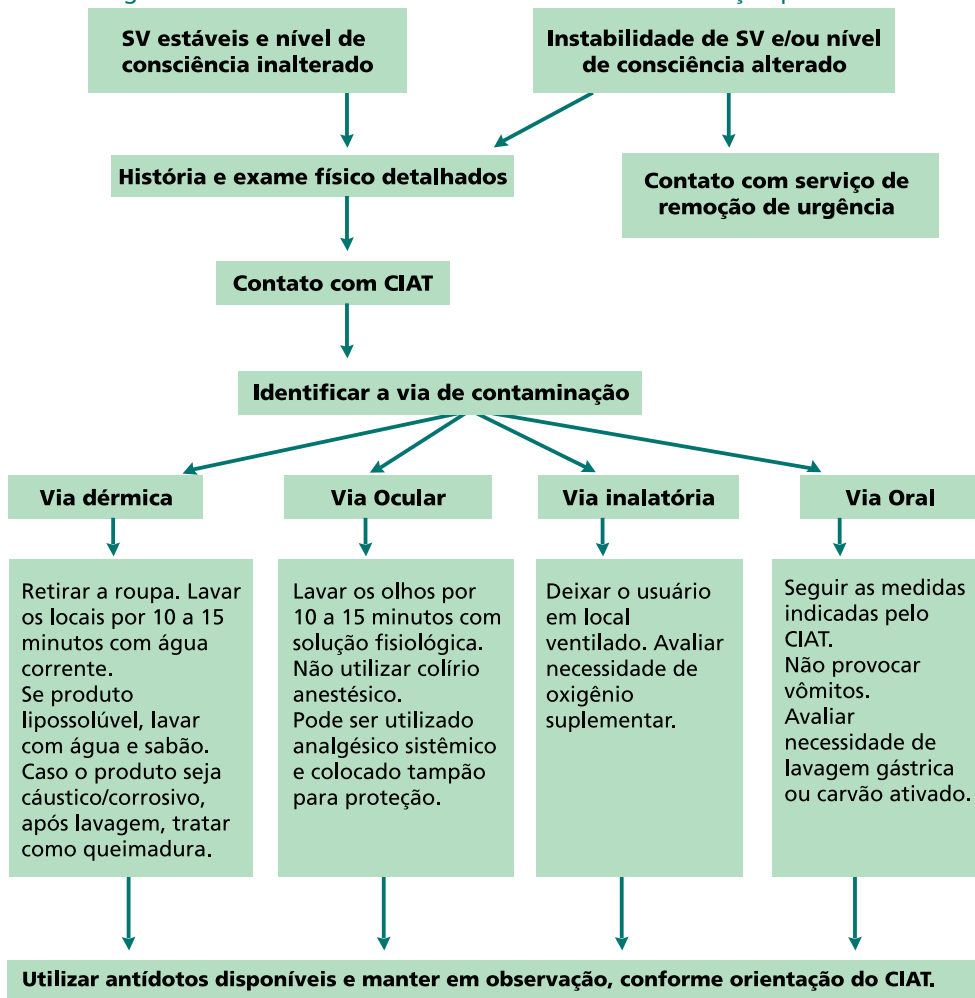 SV estáveis e nível de
consciência inalterado
Instabilidade de SV e/ou nível
de consciência alterado
História e exame físico detalhados
Contato com serviço de
remoção de urgência
Contato com CIAT
Identificar a via de contaminação
Via dérmica
Via Ocular
Via inalatória
Via Oral
Retirar a roupa. Lavar
os locais por 10 a 15
minutos com água
corrente.
Se produto
lipossolúvel, lavar
com água e sabão.
Caso o produto seja
cáustico/corrosivo,
após lavagem, tratar
como queimadura.
Lavar os olhos por
10 a 15 minutos com
solução fisiológica.
Não utilizar colírio
anestésico.
Pode ser utilizado
analgésico sistêmico
e colocado tampão
para proteção.
Deixar o usuário
em local
ventilado. Avaliar
necessidade de
oxigênio
suplementar.
Seguir as medidas
indicadas pelo
CIAT.
Não provocar
vômitos.
Avaliar
necessidade de
lavagem gástrica
ou carvão ativado.
Utilizar antídotos disponíveis e manter em observação, conforme orientação do CIAT.